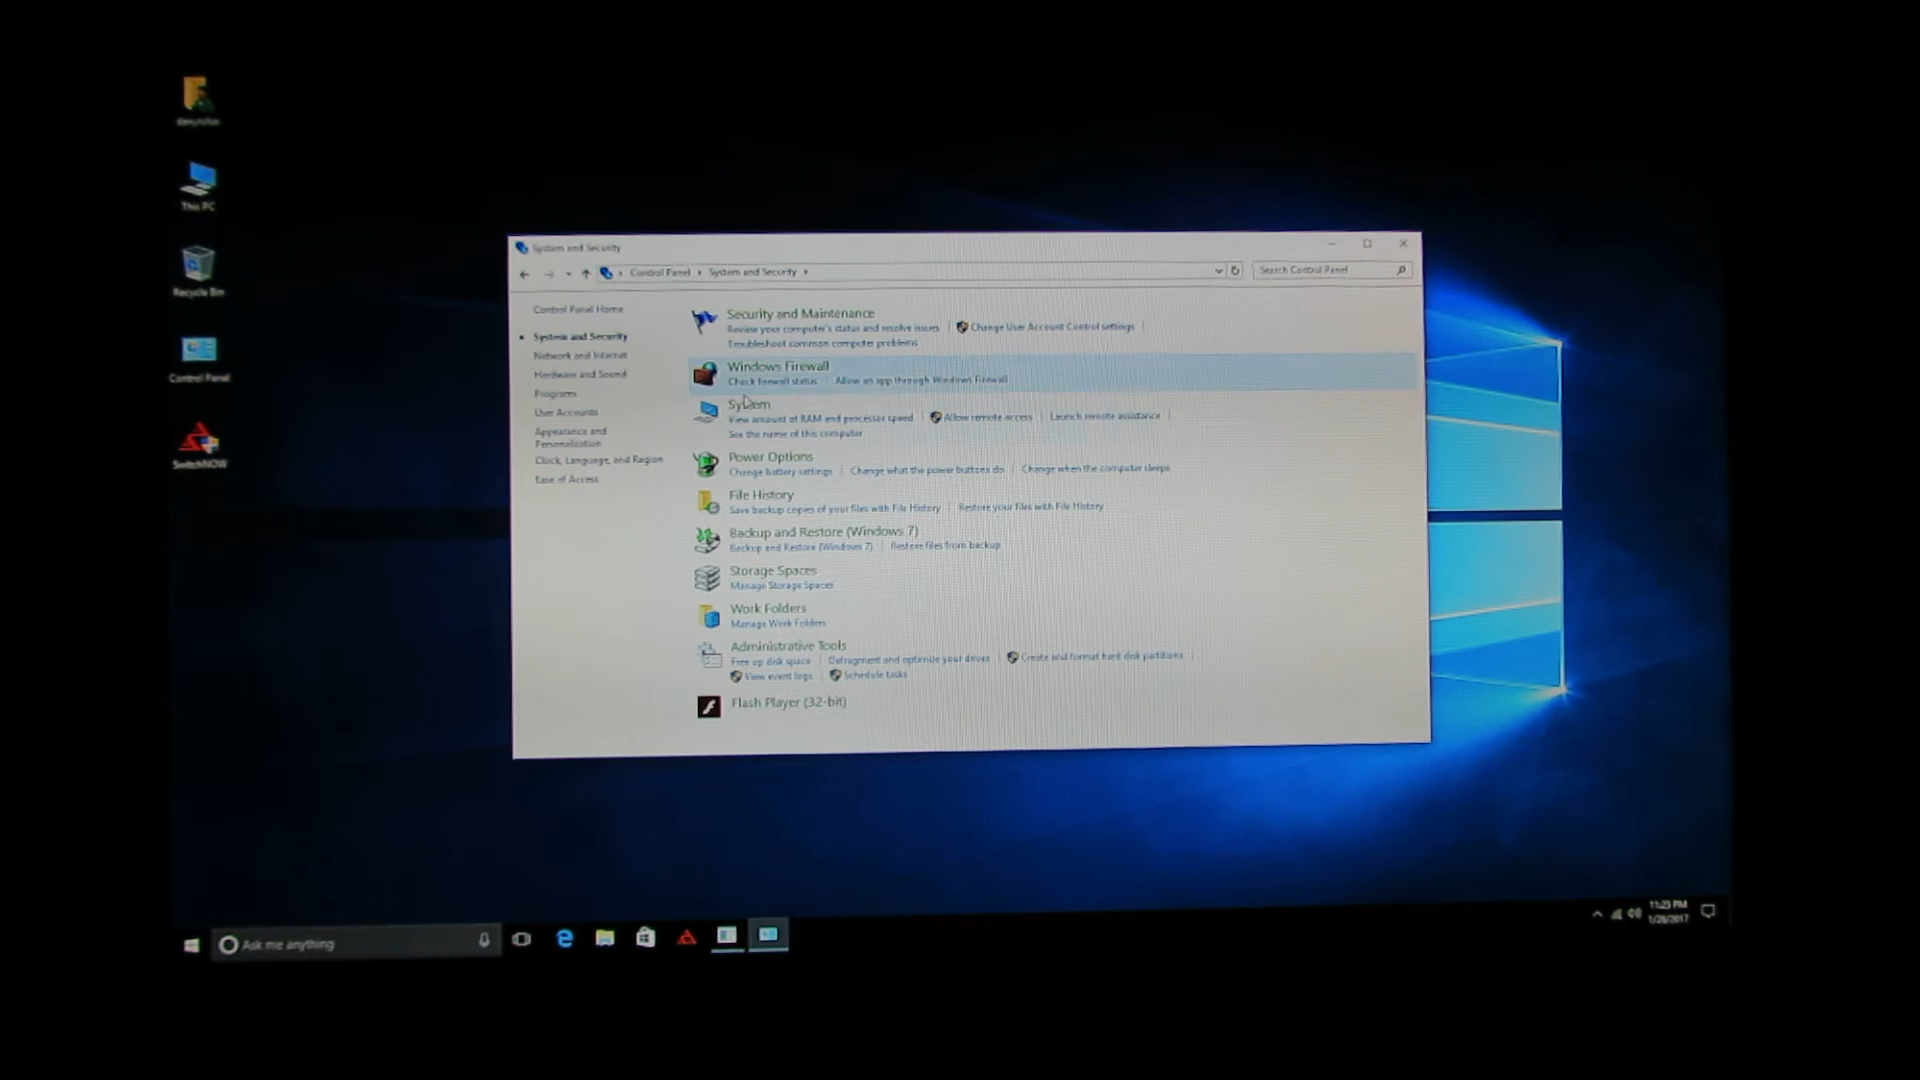 This PC
Recycle Bin
Control Panel
SwitchNOW
System and Security
Control Panel System and Security
Search Control Panel
Control Panel Home
System and Security
Network and Internet
Hardware and Sound
Programs
User Accounts
Appearance and
Personalization
Clock, Language, and Region
Ease of Access
Security and Maintenance
Review your computer's status and resolve issues Change User Account Control settings
Troubleshoot common computer problems
Windows Firewall
Check firewall status Allow an app through Windows Firewall
System
View amount of RAM and processor speed Allow remote access Launch remote assistance
See the name of this computer
Power Options
Change battery settings Change what the power buttons do Change when the computer sleeps
File History
Save backup copies of your files with File History Restore your files with File History
Backup and Restore (Windows 7)
Backup and Restore (Windows 7) Restore files from backup
Storage Spaces
Manage Storage Spaces
Work Folders
Manage Work Folders
Administrative Tools
Free up disk space Defragment and optimize your drives Create and format hard disk partitions
View event logs Schedule tasks
Flash Player (32-bit)
Ask me anything
11:23 PM
1/28/2017